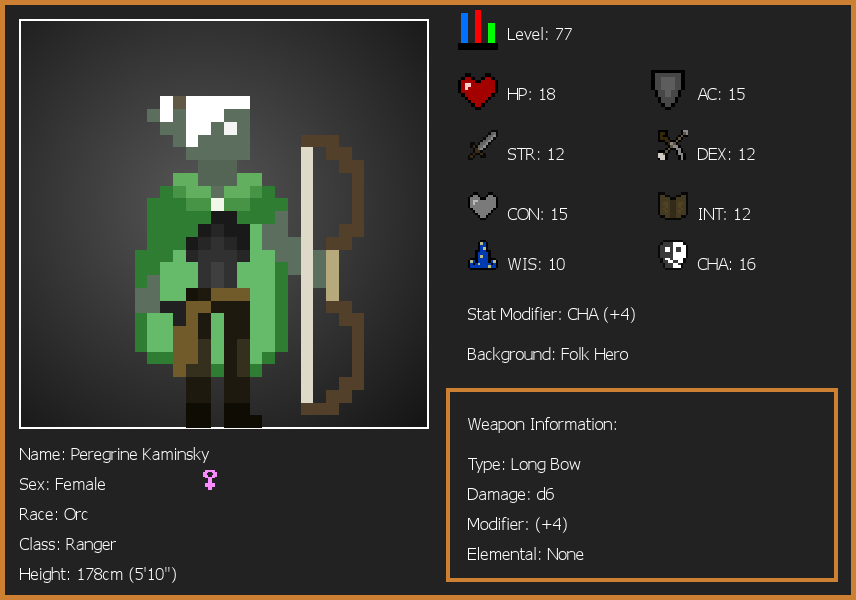 Level: 77
HP: 18
AC: 15
STR: 12
DEX: 12
CON: 15
INT: 12
WIS: 10
CHA: 16
Stat Modifier: CHA (+4)
Background: Folk Hero
Weapon Information:
Type: Long Bow
Damage: d6
Modifier: (+4)
Elemental: None
Name: Peregrine Kaminsky
Sex: Female
Race: Orc
Class: Ranger
Height: 178cm (5'10")